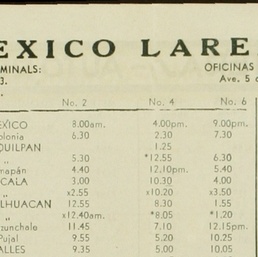 EXICO LARE
MINALS: OFICINAS
3. Ave. 5 d
No. 2 No. 4 No. 6
EXICO 8.00am. 4.00pm. 9.00pm.
olonia 6.30 2.30 7.30
QUILPAN 1.25
,, 5.30 *12.55 6.30
mapán 4.40 12.10pm. 5.40
CALA 3.00 10.30 4.00
,, x2.55 x10.20 x3.50
LHUACAN 12.55 8.30 1.55
,, x12.40am. *8.05 *1.20
zunchale 11.45 7.10 12.15pm.
Pujal 9.55 5.20 10.25
ALLES 9.35 5.00 10.05